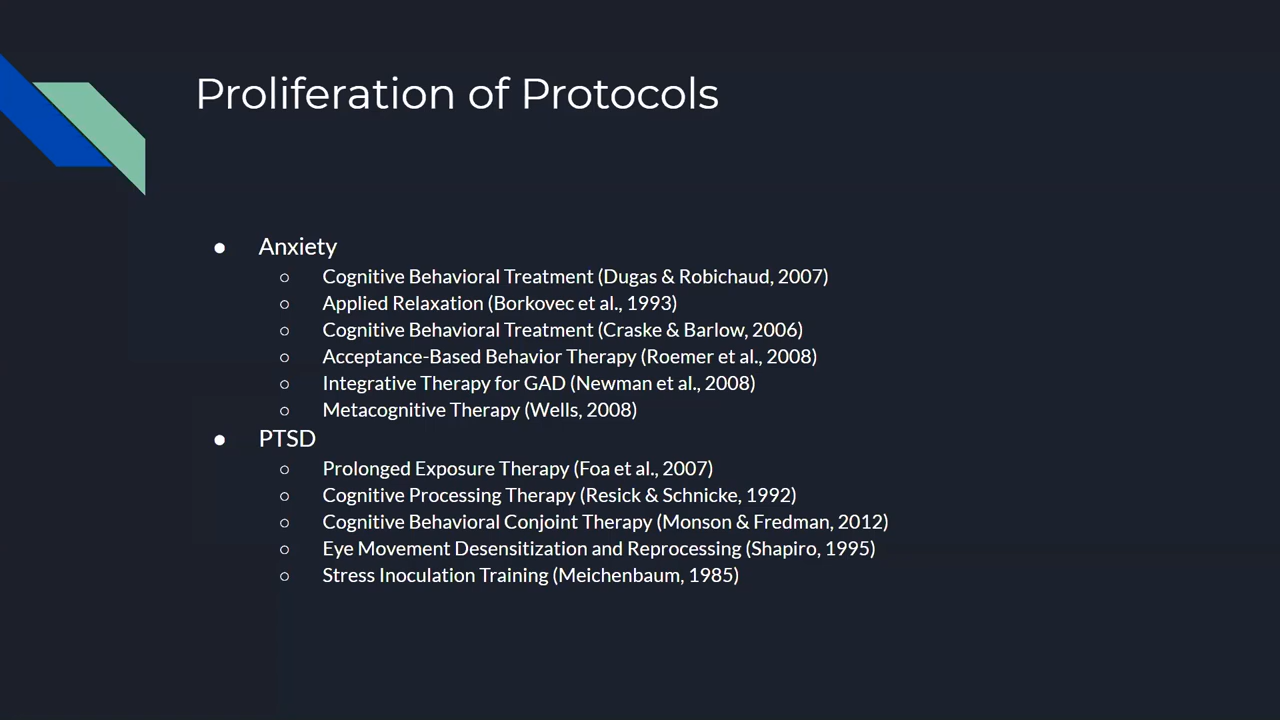 Proliferation of Protocols
● Anxiety
○ Cognitive Behavioral Treatment (Dugas & Robichaud, 2007)
○ Applied Relaxation (Borkovec et al., 1993)
○ Cognitive Behavioral Treatment (Craske & Barlow, 2006)
○ Acceptance-Based Behavior Therapy (Roemer et al., 2008)
○ Integrative Therapy for GAD (Newman et al., 2008)
○ Metacognitive Therapy (Wells, 2008)
● PTSD
○ Prolonged Exposure Therapy (Foa et al., 2007)
○ Cognitive Processing Therapy (Resick & Schnicke, 1992)
○ Cognitive Behavioral Conjoint Therapy (Monson & Fredman, 2012)
○ Eye Movement Desensitization and Reprocessing (Shapiro, 1995)
○ Stress Inoculation Training (Meichenbaum, 1985)